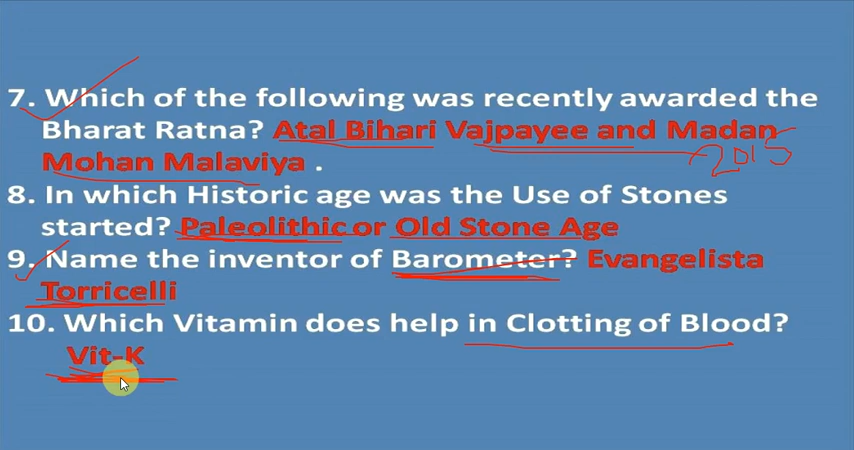 7. Which of the following was recently awarded the
Bharat Ratna? Atal Bihari Vajpayee and Madan
Mohan Malaviya .
2015
8. In which Historic age was the Use of Stones
started? Paleolithic or Old Stone Age
9. Name the inventor of Barometer? Evangelista
Torricelli
10. Which Vitamin does help in Clotting of Blood?
Vit-K